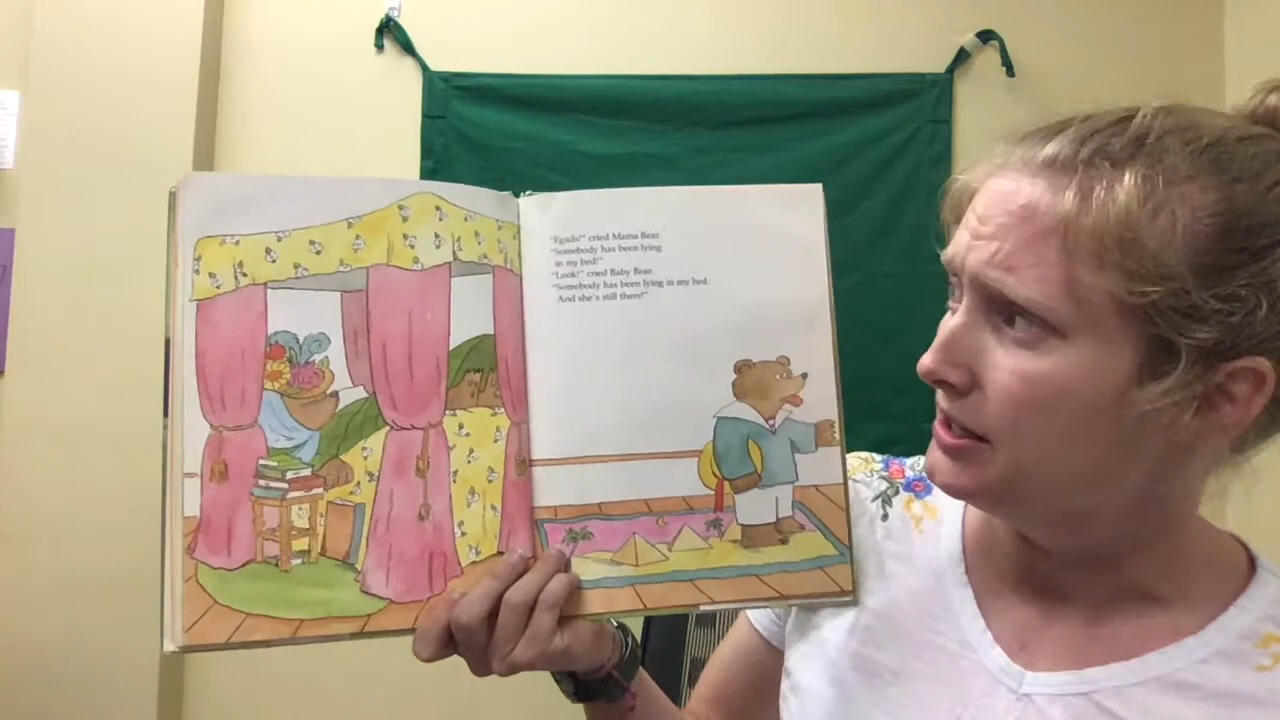 "Egads!" cried Mama Bear.
"Somebody has been lying
in my bed!"
"Look!" cried Baby Bear.
"Somebody has been lying in my bed.
And she's still there!"